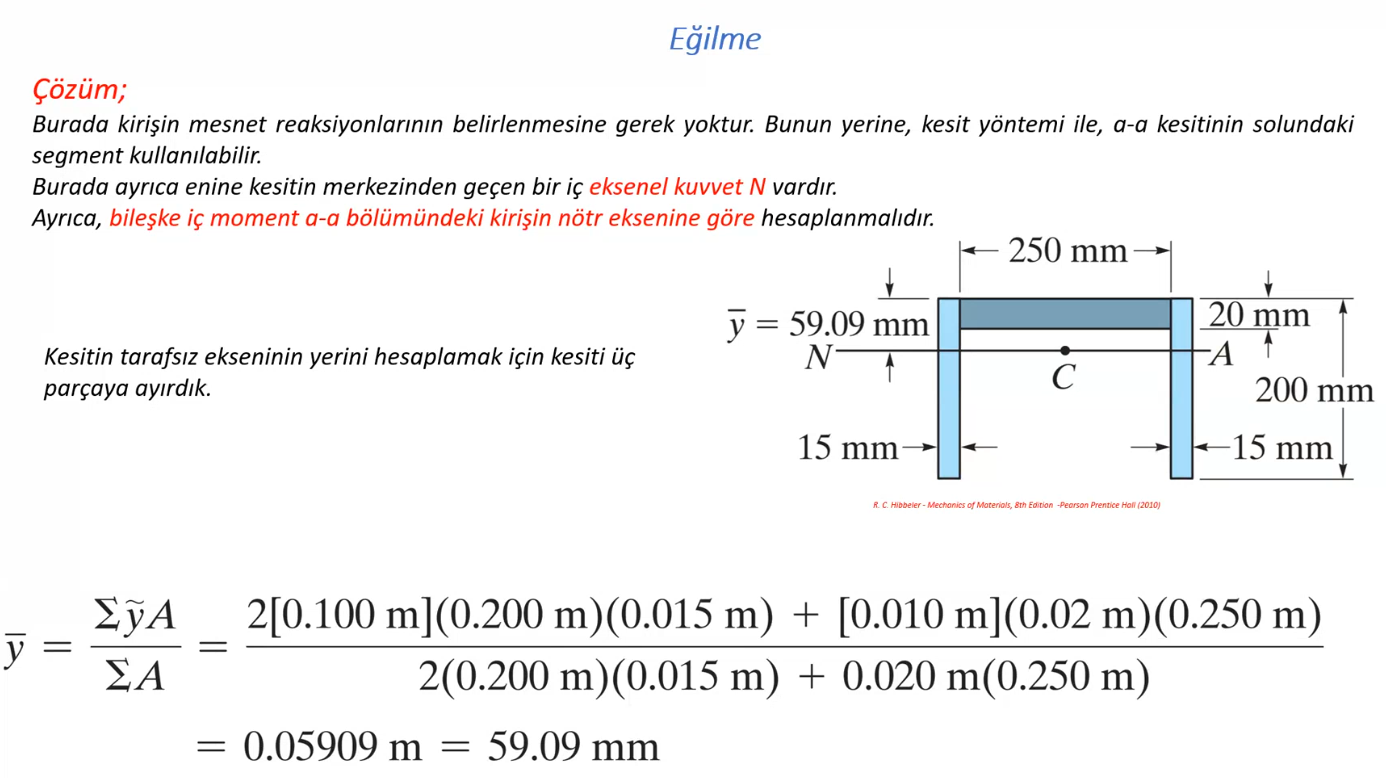 Eğilme
Çözüm;
Burada kirişin mesnet reaksiyonlarının belirlenmesine gerek yoktur. Bunun yerine, kesit yöntemi ile, a-a kesitinin solundaki
segment kullanılabilir.
Burada ayrıca enine kesitin merkezinden geçen bir iç eksenel kuvvet N vardır.
Ayrıca, bileşke iç moment a-a bölümündeki kirişin nötr eksenine göre hesaplanmalıdır.
250 mm
y̅ = 59.09 mm
20 mm
N
A
C
200 mm
15 mm
15 mm
Kesitin tarafsız ekseninin yerini hesaplamak için kesiti üç
parçaya ayırdık.
R. C. Hibbeler - Mechanics of Materials, 8th Edition -Pearson Prentice Hall (2010)
y̅ = ΣỹA / ΣA = 2[0.100 m](0.200 m)(0.015 m) + [0.010 m](0.02 m)(0.250 m) / 2(0.200 m)(0.015 m) + 0.020 m(0.250 m)
= 0.05909 m = 59.09 mm